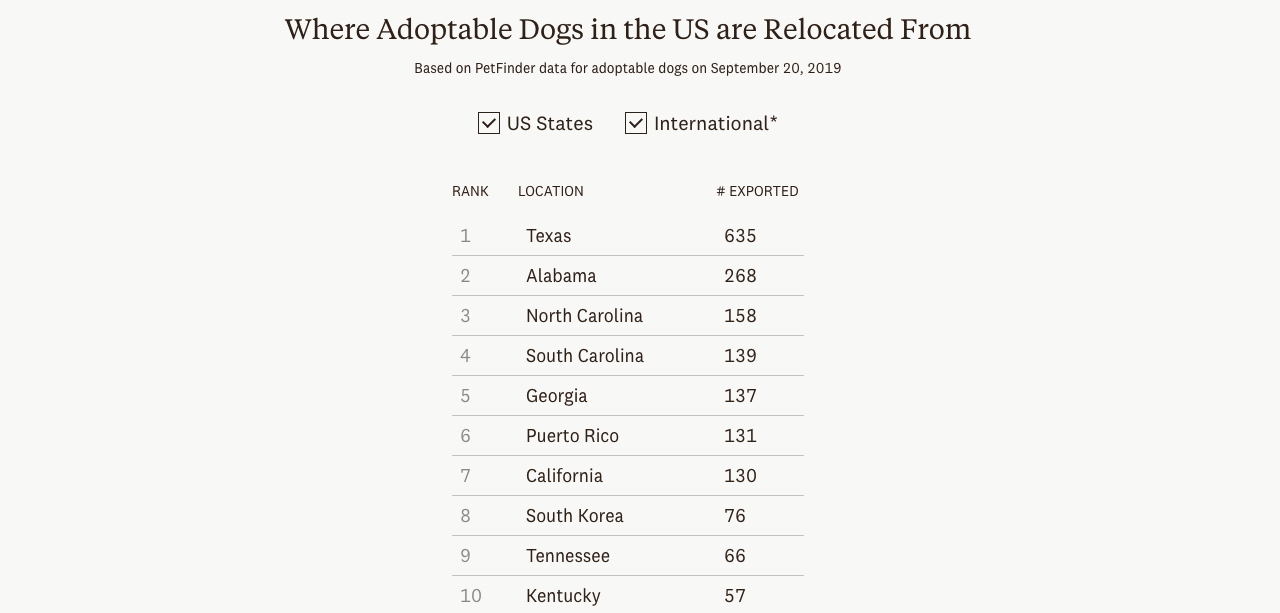 Where Adoptable Dogs in the US are Relocated From
Based on PetFinder data for adoptable dogs on September 20, 2019
US States International*
RANK LOCATION # EXPORTED
1 Texas 635
2 Alabama 268
3 North Carolina 158
4 South Carolina 139
5 Georgia 137
6 Puerto Rico 131
7 California 130
8 South Korea 76
9 Tennessee 66
10 Kentucky 57